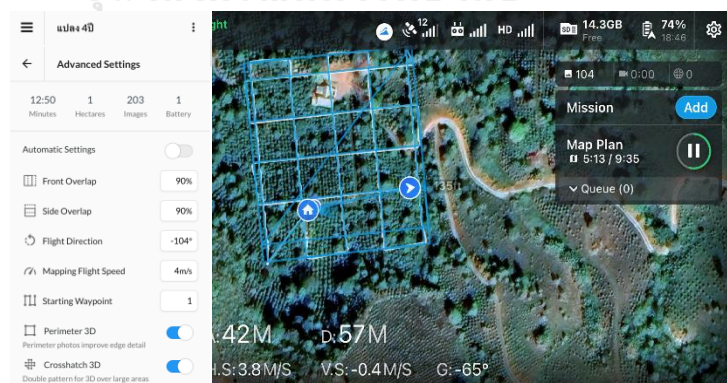 แปลง 4ปี
Advanced Settings
12:50 1 203 1
Minutes Hectares Images Battery
Automatic Settings
Front Overlap 90%
Side Overlap 90%
Flight Direction -104°
Mapping Flight Speed 4m/s
Starting Waypoint 1
Perimeter 3D
Perimeter photos improve edge detail
Crosshatch 3D
Double pattern for 3D over large areas
12
HD
SD 14.3GB
Free
74%
18:46
104 0:00 0
Mission Add
Map Plan
5:13 / 9:35
Queue (0)
:42M D:57M
H.S:3.8M/S V.S:-0.4M/S G:-65°